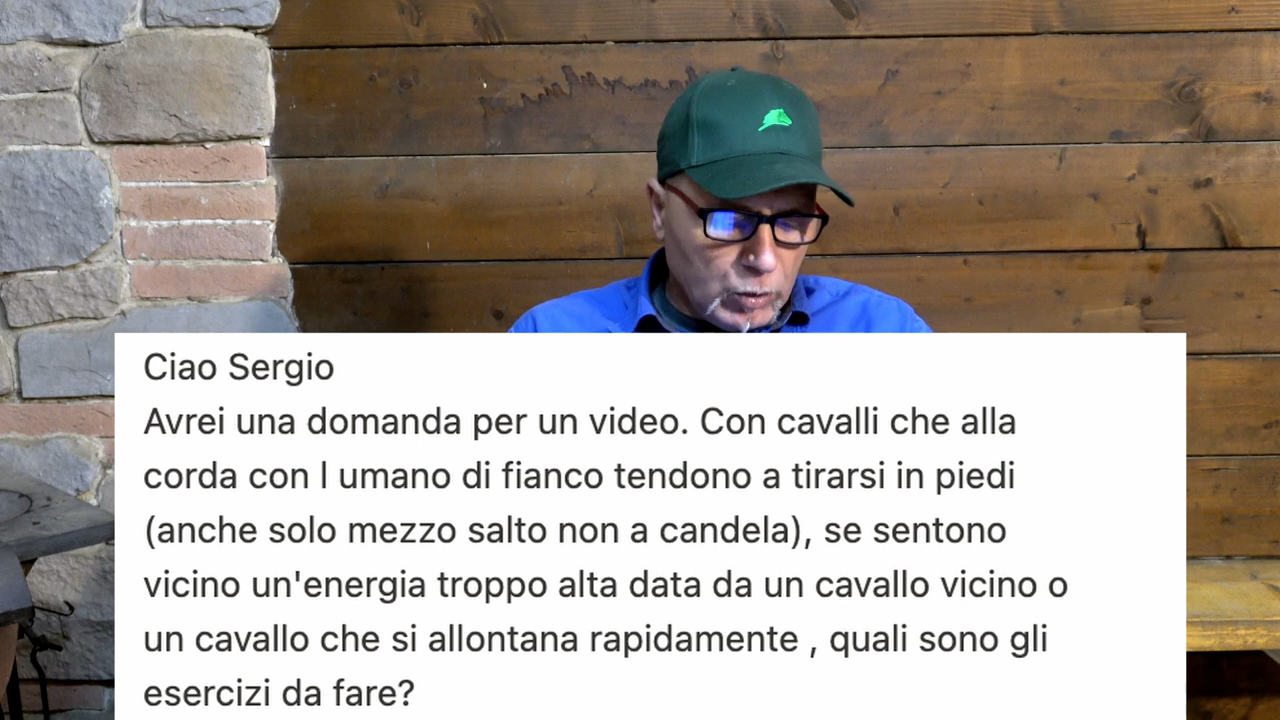 Ciao Sergio
Avrei una domanda per un video. Con cavalli che alla
corda con l umano di fianco tendono a tirarsi in piedi
(anche solo mezzo salto non a candela), se sentono
vicino un'energia troppo alta data da un cavallo vicino o
un cavallo che si allontana rapidamente , quali sono gli
esercizi da fare?